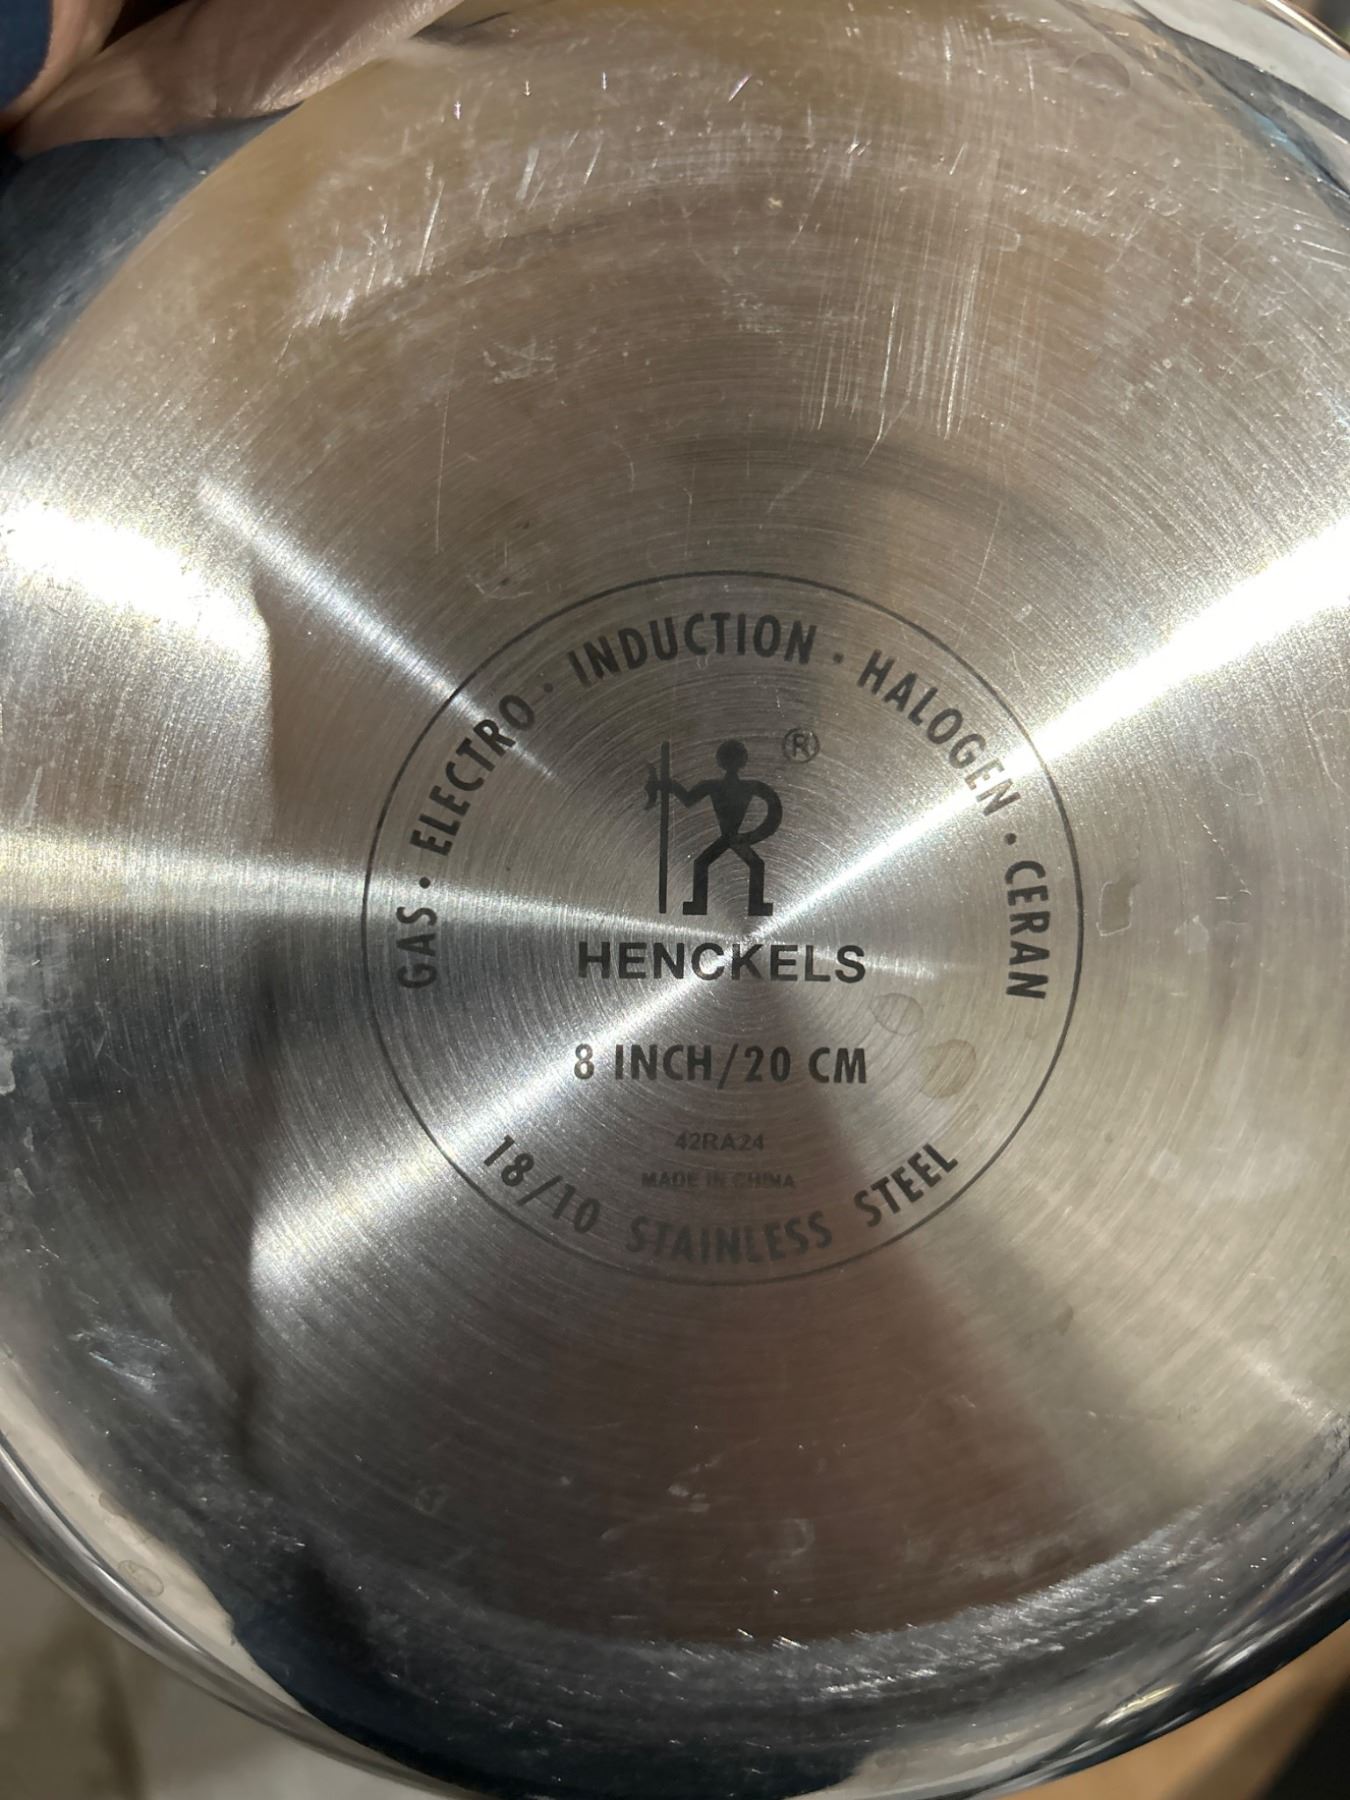 GAS · ELECTRO · INDUCTION · HALOGEN · CERAN
®
HENCKELS
8 INCH/20 CM
42RA24
MADE IN CHINA
18/10 STAINLESS STEEL